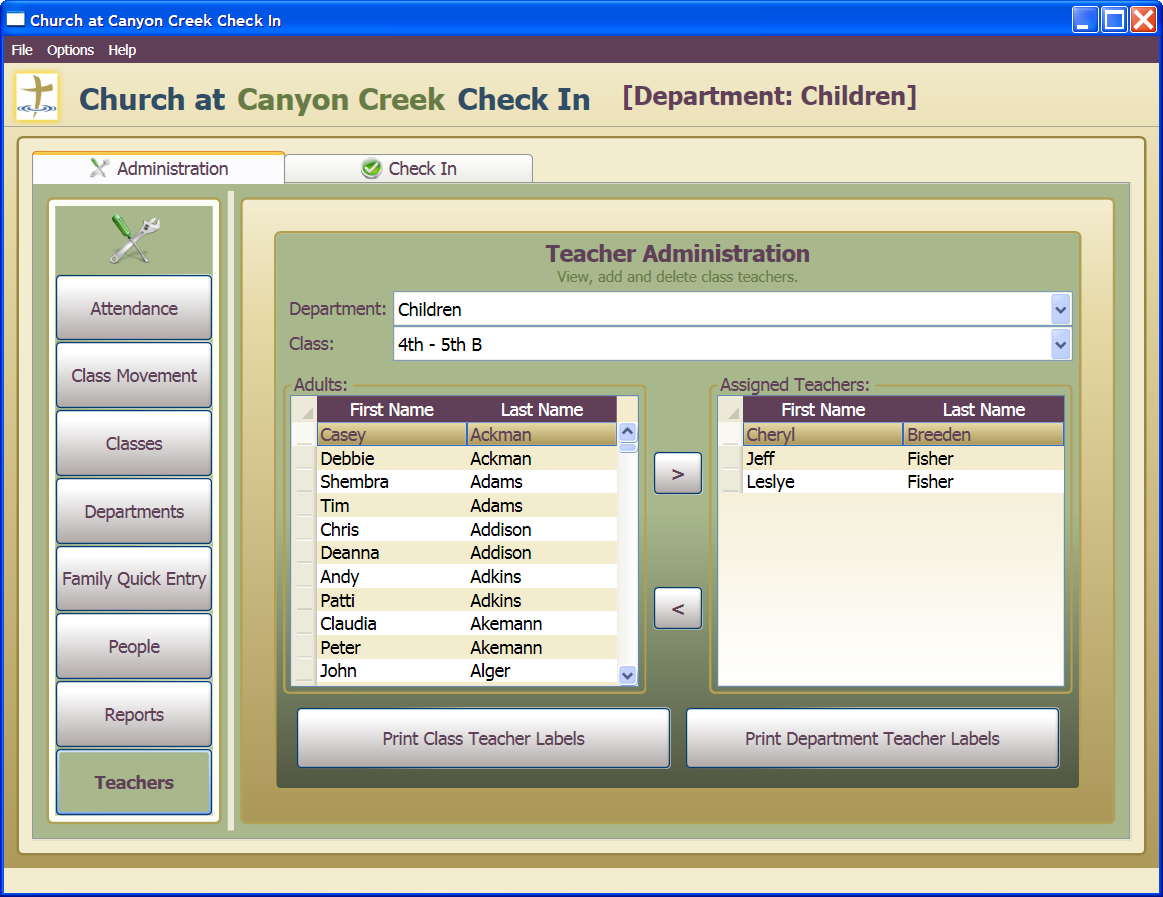 Church at Canyon Creek Check In
File Options Help
Church at Canyon Creek Check In [Department: Children]
Administration Check In
Attendance
Class Movement
Classes
Departments
Family Quick Entry
People
Reports
Teachers
Teacher Administration
View, add and delete class teachers.
Department: Children
Class: 4th - 5th B
Adults:
First Name Last Name
Casey Ackman
Debbie Ackman
Shembra Adams
Tim Adams
Chris Addison
Deanna Addison
Andy Adkins
Patti Adkins
Claudia Akemann
Peter Akemann
John Alger
>
<
Assigned Teachers:
First Name Last Name
Cheryl Breeden
Jeff Fisher
Leslye Fisher
Print Class Teacher Labels Print Department Teacher Labels